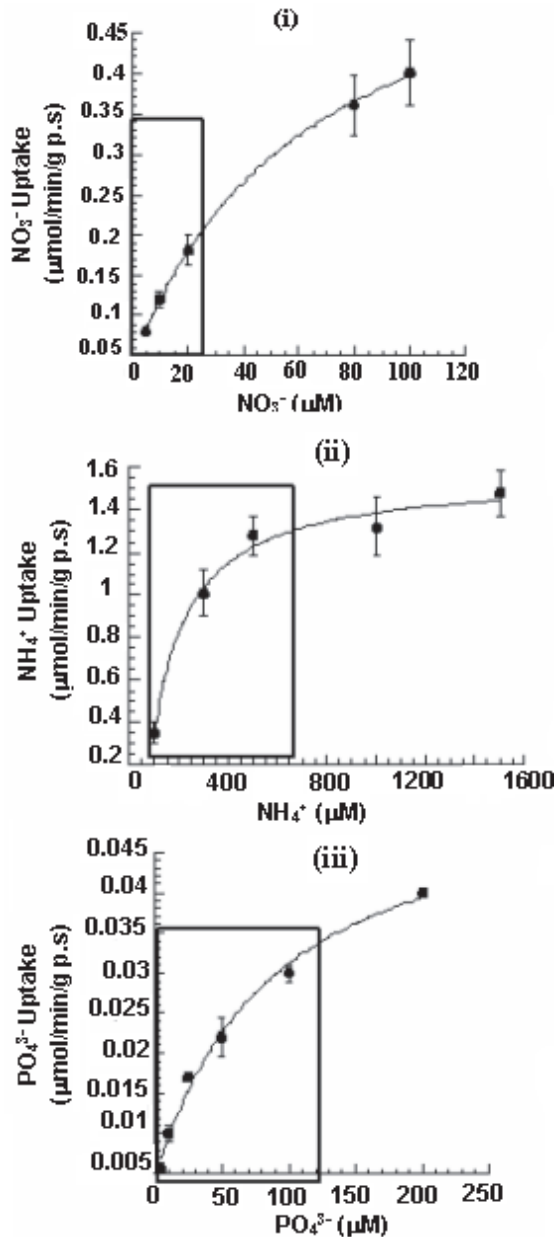 (i)
NO₃⁻ Uptake
(μmol/min/g p.s)
0.45
0.4
0.35
0.3
0.25
0.2
0.15
0.1
0.05
0 20 40 60 80 100 120
NO₃⁻ (μM)
(ii)
NH₄⁺ Uptake
(μmol/min/g p.s)
1.6
1.4
1.2
1
0.8
0.6
0.4
0.2
0 400 800 1200 1600
NH₄⁺ (μM)
(iii)
PO₄³⁻ Uptake
(μmol/min/g p.s)
0.045
0.04
0.035
0.03
0.025
0.02
0.015
0.01
0.005
0 50 100 150 200 250
PO₄³⁻ (μM)